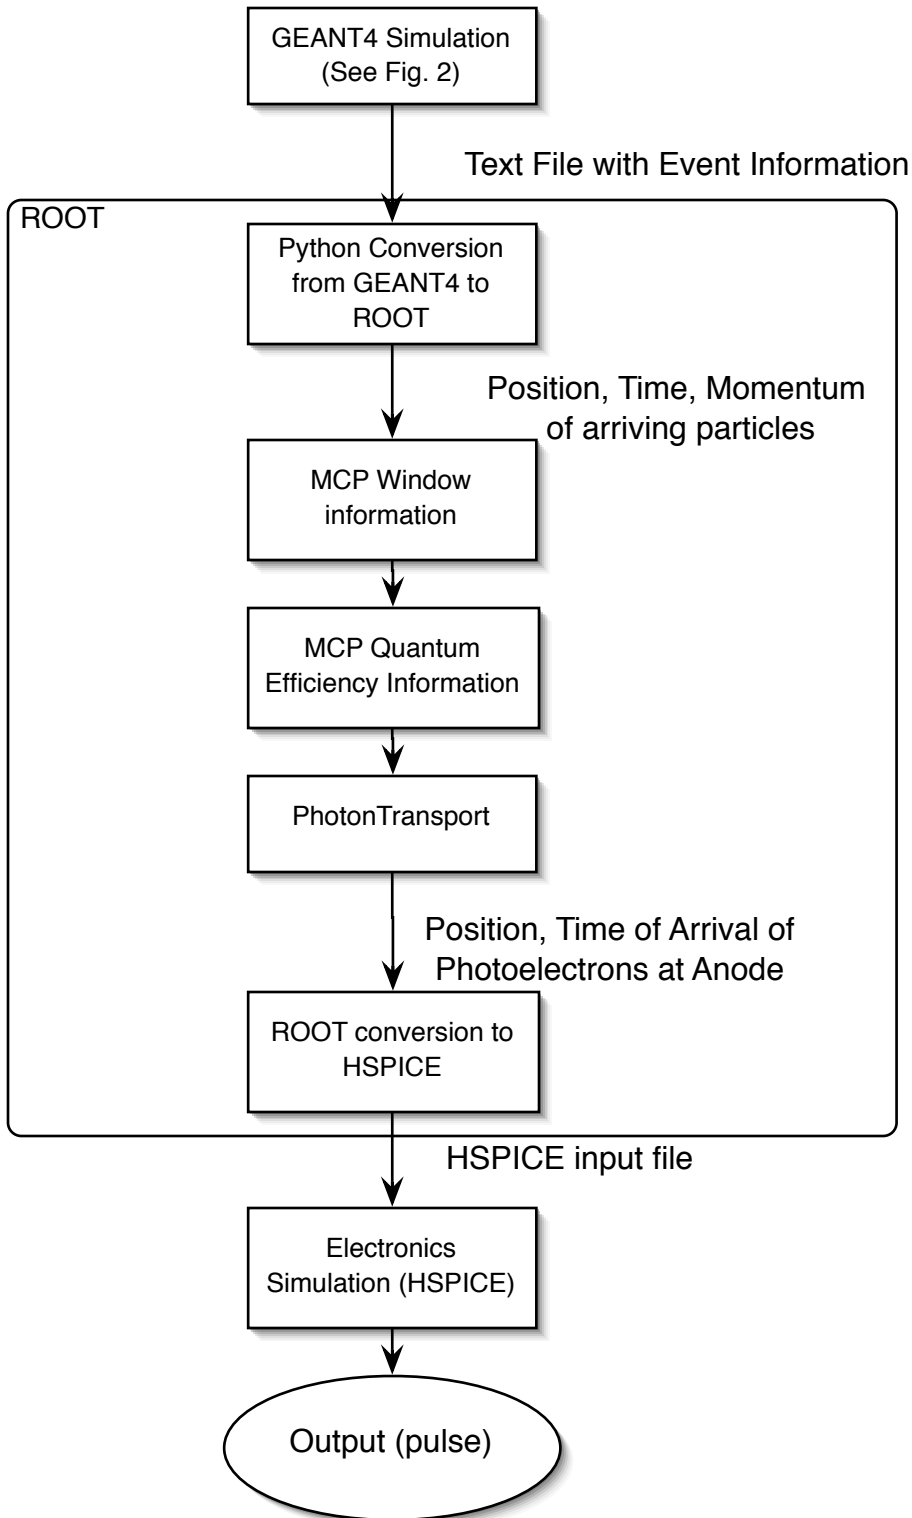 GEANT4 Simulation
(See Fig. 2)
Text File with Event Information
ROOT
Python Conversion
from GEANT4 to
ROOT
Position, Time, Momentum
of arriving particles
MCP Window
information
MCP Quantum
Efficiency Information
PhotonTransport
Position, Time of Arrival of
Photoelectrons at Anode
ROOT conversion to
HSPICE
HSPICE input file
Electronics
Simulation (HSPICE)
Output (pulse)